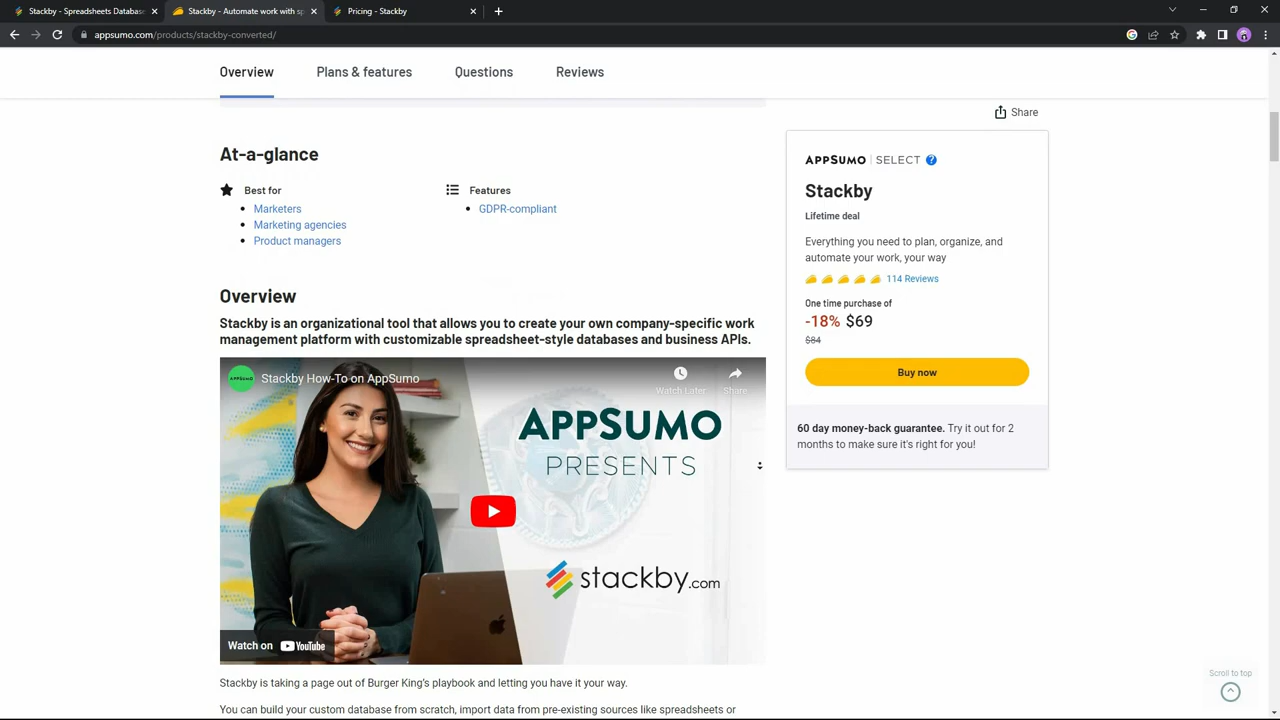 Stackby - Spreadsheets Database
Stackby - Automate work with sp
Pricing - Stackby
appsumo.com/products/stackby-converted/
Overview
Plans & features
Questions
Reviews
Share
At-a-glance
Best for
Marketers
Marketing agencies
Product managers
Features
GDPR-compliant
Overview
Stackby is an organizational tool that allows you to create your own company-specific work
management platform with customizable spreadsheet-style databases and business APIs.
APPSUMO
Stackby How-To on AppSumo
Watch Later
Share
APPSUMO
PRESENTS
stackby.com
Watch on YouTube
Stackby is taking a page out of Burger King's playbook and letting you have it your way.
You can build your custom database from scratch, import data from pre-existing sources like spreadsheets or
APPSUMO | SELECT ?
Stackby
Lifetime deal
Everything you need to plan, organize, and
automate your work, your way
114 Reviews
One time purchase of
-18% $69
$84
Buy now
60 day money-back guarantee. Try it out for 2
months to make sure it's right for you!
Scroll to top